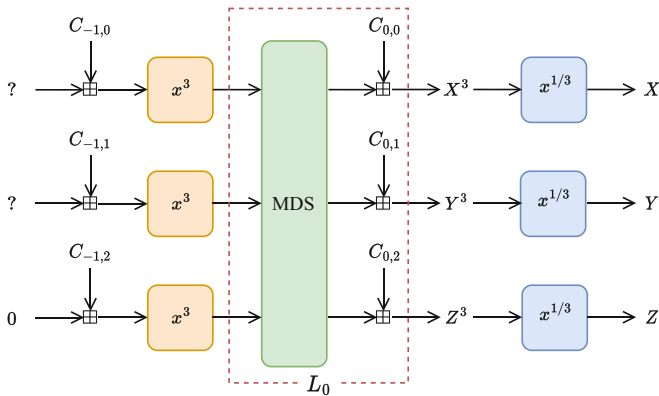 C_{-1,0} C_{0,0}
? x^3 X^3 x^{1/3} X
C_{-1,1} C_{0,1}
? x^3 MDS Y^3 x^{1/3} Y
C_{-1,2} C_{0,2}
0 x^3 Z^3 x^{1/3} Z
L_0